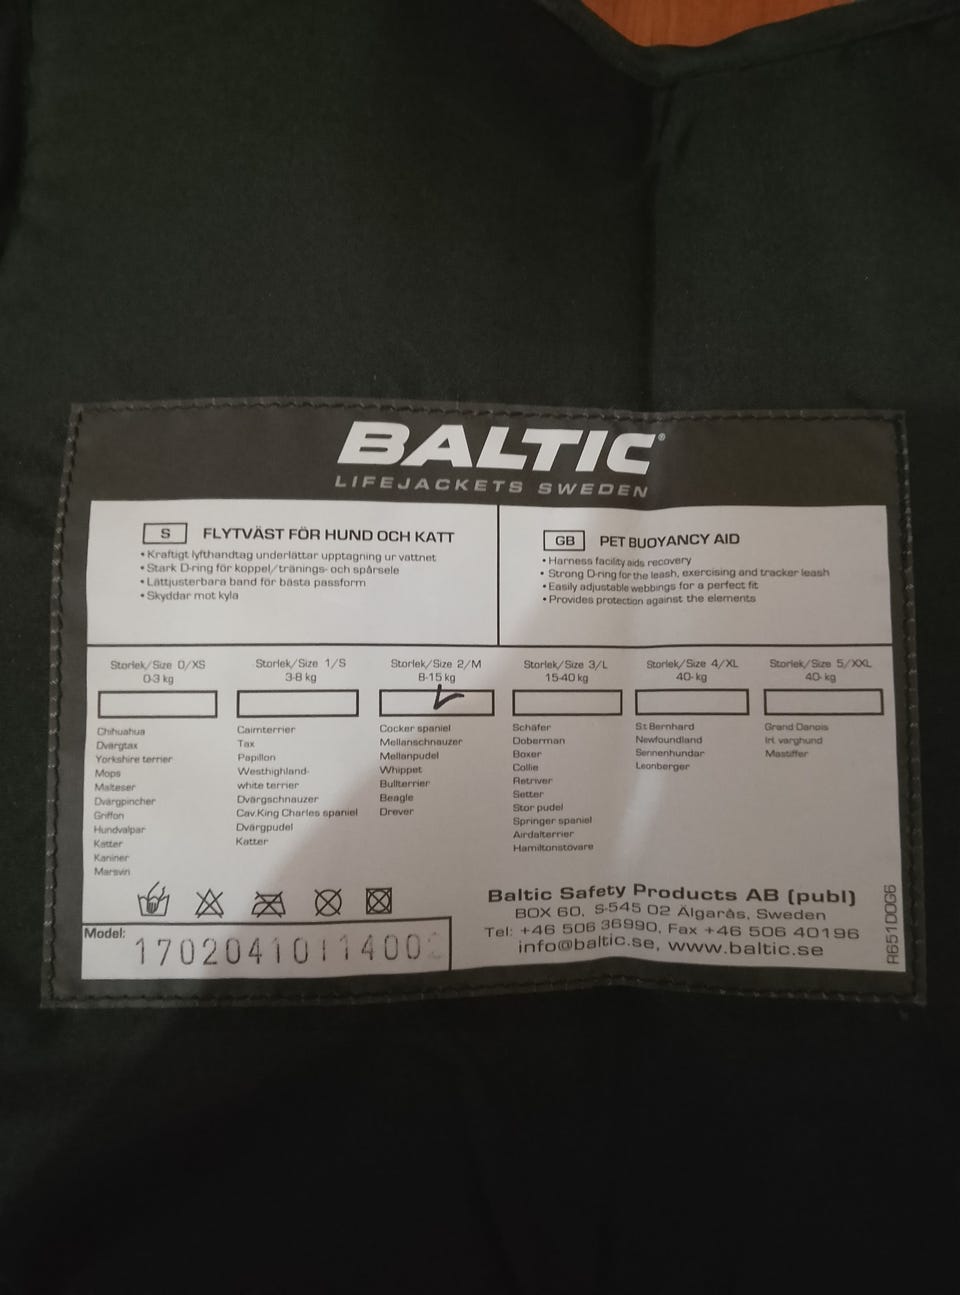 BALTIC®
LIFEJACKETS SWEDEN
S FLYTVÄST FÖR HUND OCH KATT
• Kraftigt lyfthandtag underlättar upptagning ur vattnet
• Stark D-ring för koppel/tränings- och spårsele
• Lättjusterbara band för bästa passform
• Skyddar mot kyla
GB PET BUOYANCY AID
• Harness facility aids recovery
• Strong D-ring for the leash, exercising and tracker leash
• Easily adjustable webbings for a perfect fit
• Provides protection against the elements
Storlek/Size 0/XS
0-3 kg
Chihuahua
Dvärgtax
Yorkshire terrier
Mops
Malteser
Dvärgpincher
Griffon
Hundvalpar
Katter
Kaniner
Marsvin
Storlek/Size 1/S
3-8 kg
Cairnterrier
Tax
Papillon
Westhighland-
white terrier
Dvärgschnauzer
Cav.King Charles spaniel
Dvärgpudel
Katter
Storlek/Size 2/M
8-15 kg
Cocker spaniel
Mellanschnauzer
Mellanpudel
Whippet
Bullterrier
Beagle
Drever
Storlek/Size 3/L
15-40 kg
Schäfer
Doberman
Boxer
Collie
Retriver
Setter
Stor pudel
Springer spaniel
Airdalterrier
Hamiltonstövare
Storlek/Size 4/XL
40- kg
S:t Bernhard
Newfoundland
Sennenhundar
Leonberger
Storlek/Size 5/XXL
40- kg
Grand Danois
Irl. varghund
Mastiffer
Baltic Safety Products AB (publ)
BOX 60, S-545 02 Älgarås, Sweden
Tel: +46 506 36990, Fax +46 506 40196
info@baltic.se, www.baltic.se
Model:
R651DOG6